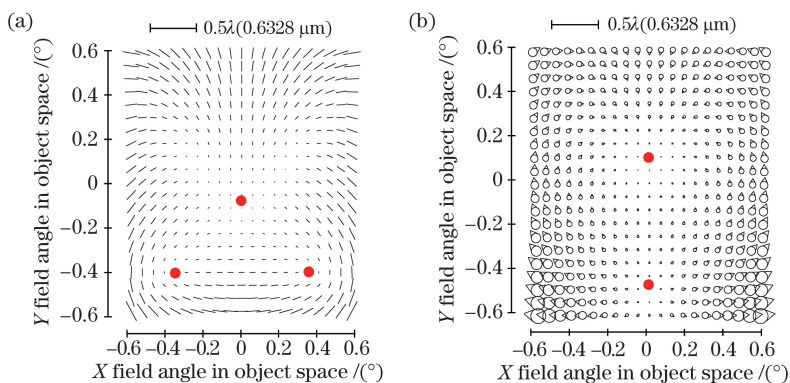 (a)
0.5λ(0.6328 μm)
Y field angle in object space /(°)
0.6
0.4
0.2
0
−0.2
−0.4
−0.6
−0.6 −0.4 −0.2 0 0.2 0.4 0.6
X field angle in object space /(°)
(b)
0.5λ(0.6328 μm)
Y field angle in object space /(°)
0.6
0.4
0.2
0
−0.2
−0.4
−0.6
−0.6 −0.4 −0.2 0 0.2 0.4 0.6
X field angle in object space /(°)